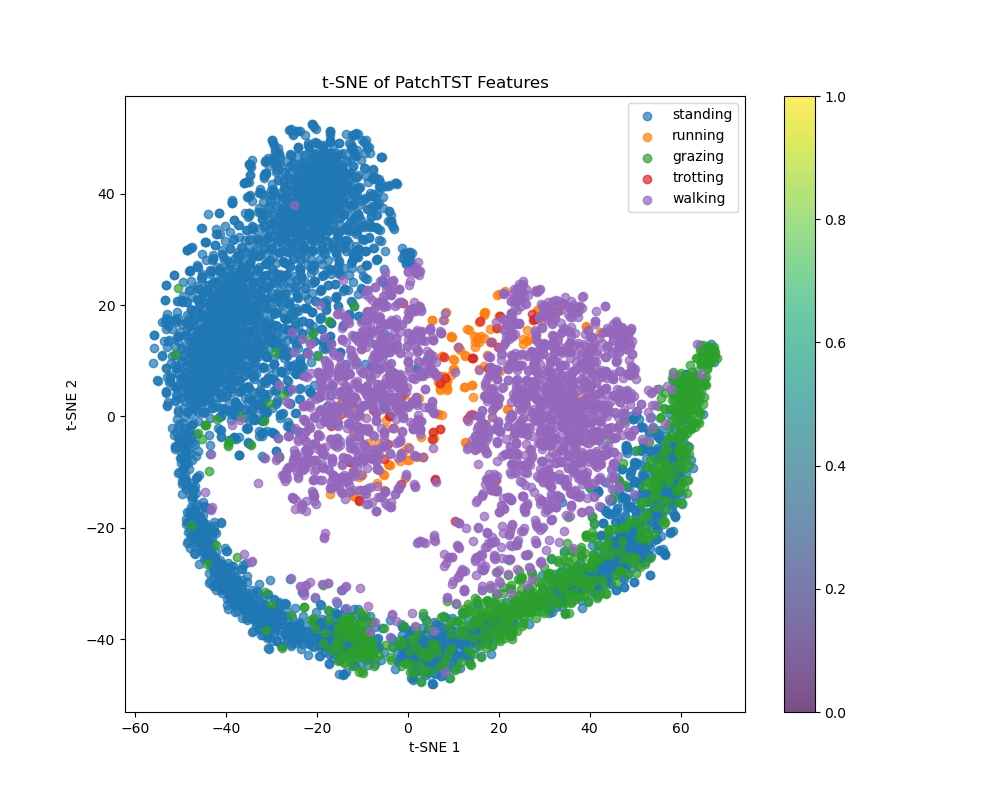 t-SNE of PatchTST Features
standing
running
grazing
trotting
walking
40
20
0
−20
−40
t-SNE 2
−60
−40
−20
0
20
40
60
t-SNE 1
1.0
0.8
0.6
0.4
0.2
0.0